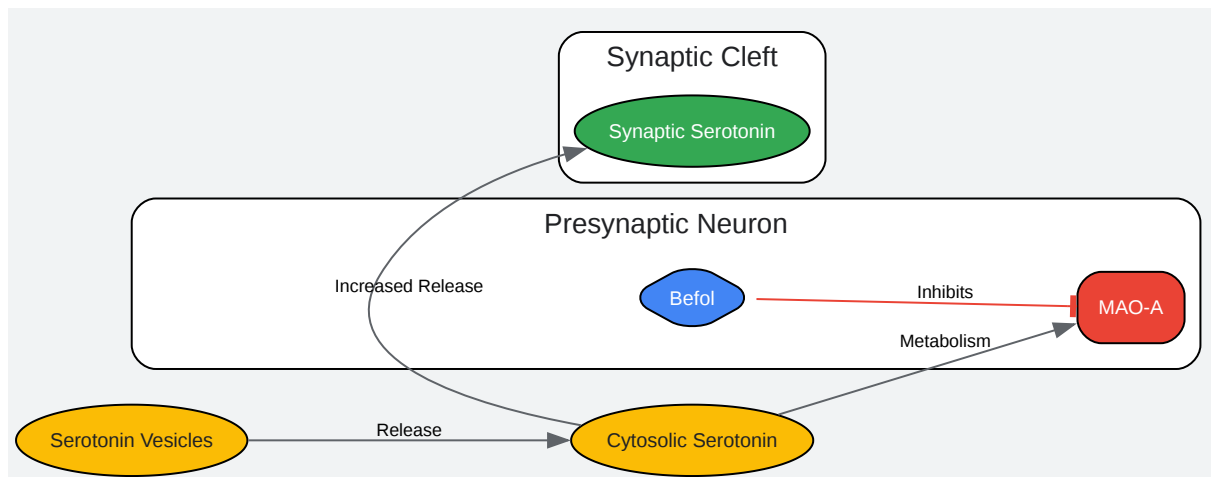 Synaptic Cleft
Synaptic Serotonin
Presynaptic Neuron
Increased Release
Befol
Inhibits
MAO-A
Metabolism
Serotonin Vesicles
Release
Cytosolic Serotonin